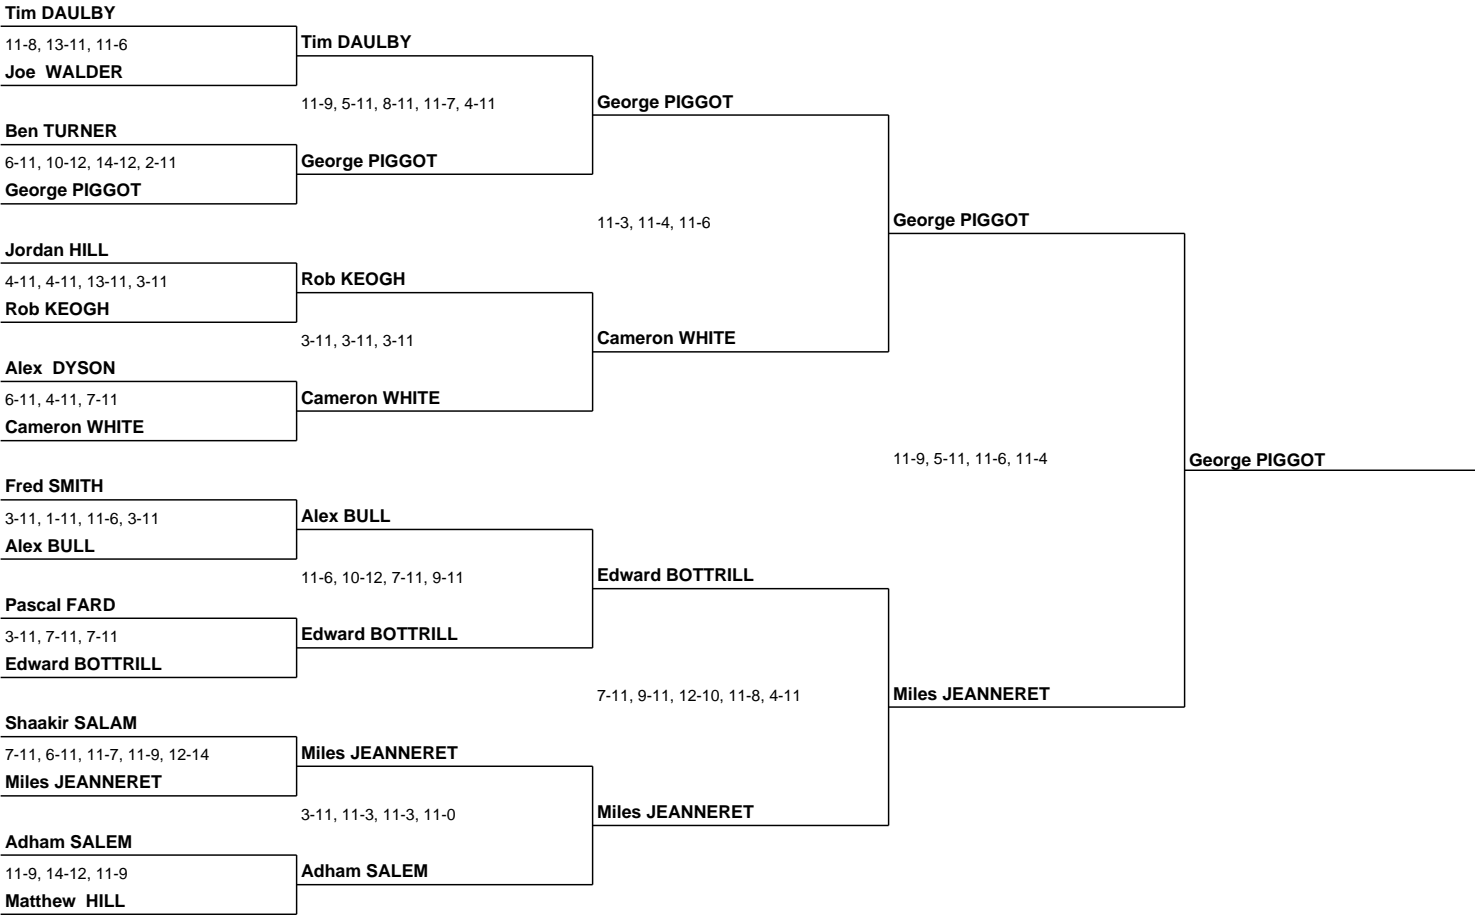 Tim DAULBY
11-8, 13-11, 11-6
Joe  WALDER
Ben TURNER
6-11, 10-12, 14-12, 2-11
George PIGGOT
Jordan HILL
4-11, 4-11, 13-11, 3-11
Rob KEOGH
Alex  DYSON
6-11, 4-11, 7-11
Cameron WHITE
Fred SMITH
3-11, 1-11, 11-6, 3-11
Alex BULL
Pascal FARD
3-11, 7-11, 7-11
Edward BOTTRILL
Shaakir SALAM
7-11, 6-11, 11-7, 11-9, 12-14
Miles JEANNERET
Adham SALEM
11-9, 14-12, 11-9
Matthew  HILL
Tim DAULBY
11-9, 5-11, 8-11, 11-7, 4-11
George PIGGOT
Rob KEOGH
3-11, 3-11, 3-11
Cameron WHITE
Alex BULL
11-6, 10-12, 7-11, 9-11
Edward BOTTRILL
Miles JEANNERET
3-11, 11-3, 11-3, 11-0
Adham SALEM
George PIGGOT
11-3, 11-4, 11-6
Cameron WHITE
Edward BOTTRILL
7-11, 9-11, 12-10, 11-8, 4-11
Miles JEANNERET
George PIGGOT
11-9, 5-11, 11-6, 11-4
Miles JEANNERET
George PIGGOT